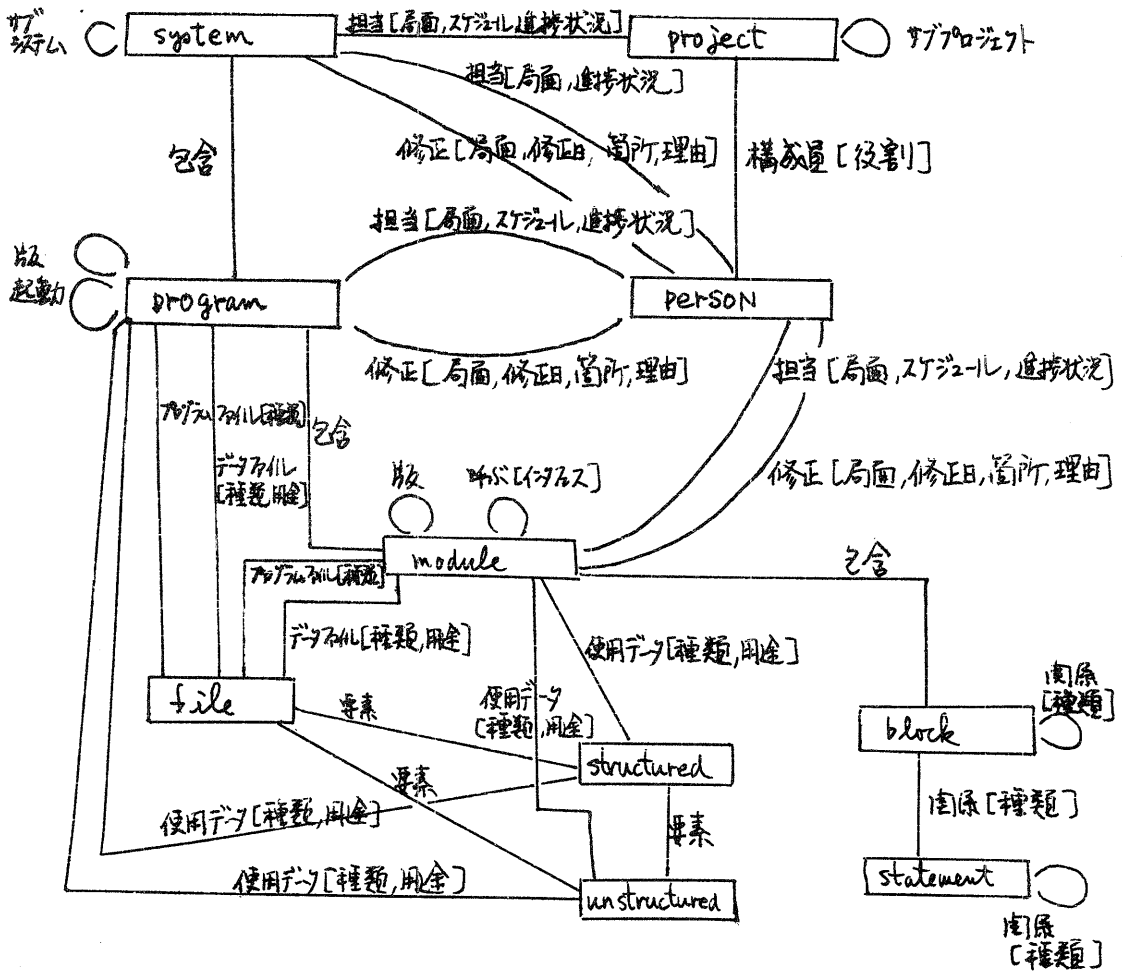 サブ
システム
system
担当[局面,スケジュール,進捗状況]
project
サブプロジェクト
担当[局面,進捗状況]
包含
修正[局面,修正日,箇所,理由]
構成員[役割]
担当[局面,スケジュール,進捗状況]
版
起動
program
person
修正[局面,修正日,箇所,理由]
担当[局面,スケジュール,進捗状況]
プログラムファイル[種類]
包含
データファイル
[種類,用途]
版
呼ぶ[インタフェース]
修正[局面,修正日,箇所,理由]
module
包含
プログラムファイル[種類]
データファイル[種類,用途]
使用データ[種類,用途]
file
要素
使用データ
[種類,用途]
関係
[種類]
block
structured
要素
使用データ[種類,用途]
関係[種類]
要素
使用データ[種類,用途]
unstructured
statement
関係
[種類]